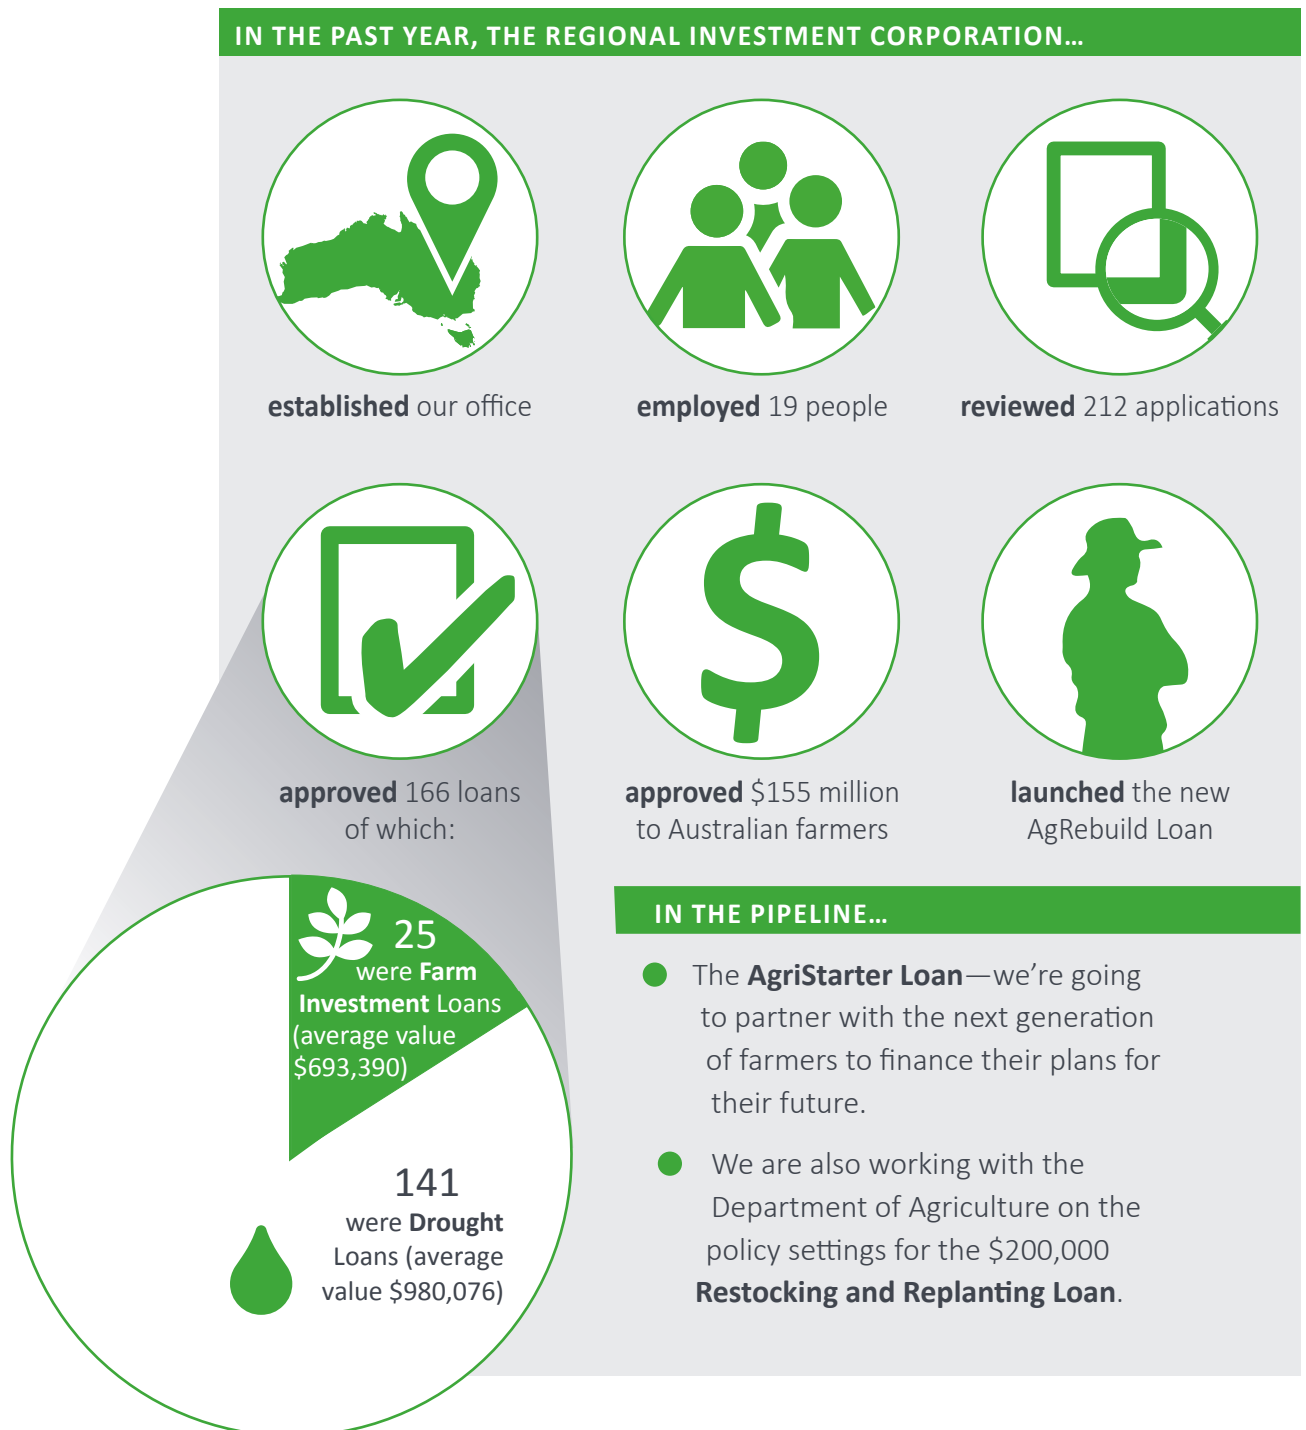 IN THE PAST YEAR, THE REGIONAL INVESTMENT CORPORATION…
established our office
employed 19 people
reviewed 212 applications
approved 166 loans
of which:
approved $155 million
to Australian farmers
launched the new
AgRebuild Loan
25
were Farm
Investment Loans
(average value
$693,390)
141
were Drought
Loans (average
value $980,076)
IN THE PIPELINE…
The AgriStarter Loan—we’re going
to partner with the next generation
of farmers to finance their plans for
their future.
We are also working with the
Department of Agriculture on the
policy settings for the $200,000
Restocking and Replanting Loan.